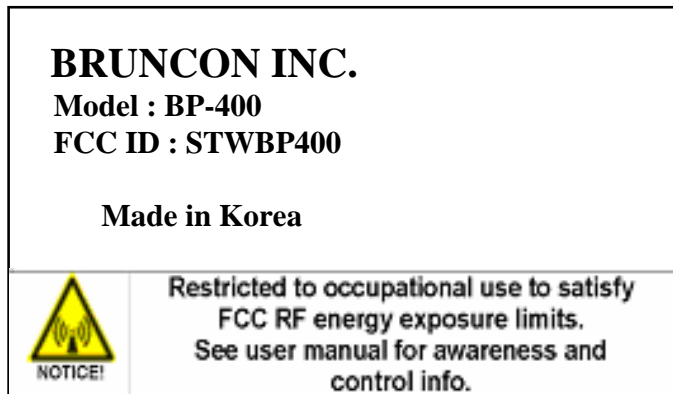 BRUNCON INC.
Model : BP-400
FCC ID : STWBP400
Made in Korea
NOTICE!
Restricted to occupational use to satisfy
FCC RF energy exposure limits.
See user manual for awareness and
control info.